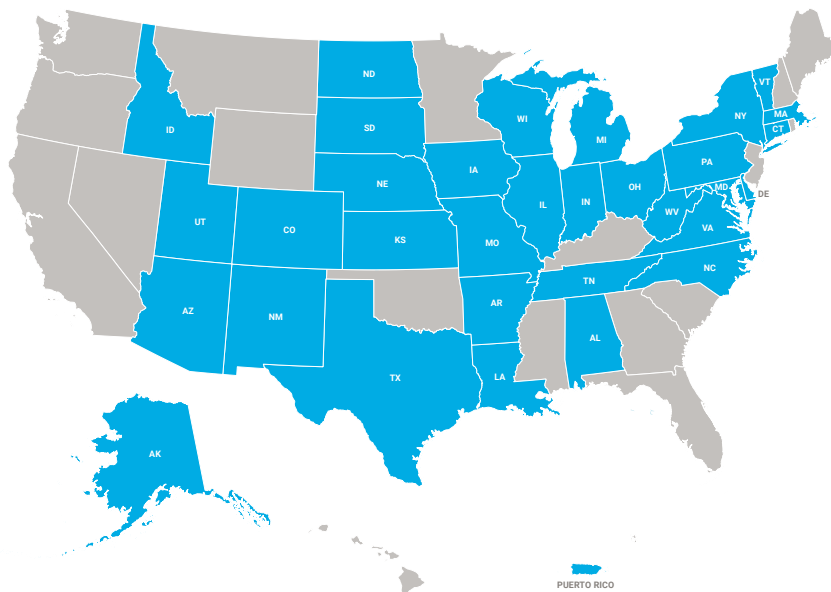 ND
VT
MA
NY
WI
CT
ID
SD
MI
PA
IA
NE
OH
MD
DE
IN
IL
WV
UT
CO
VA
KS
MO
NC
TN
AR
AZ
NM
AL
TX
LA
AK
PUERTO RICO